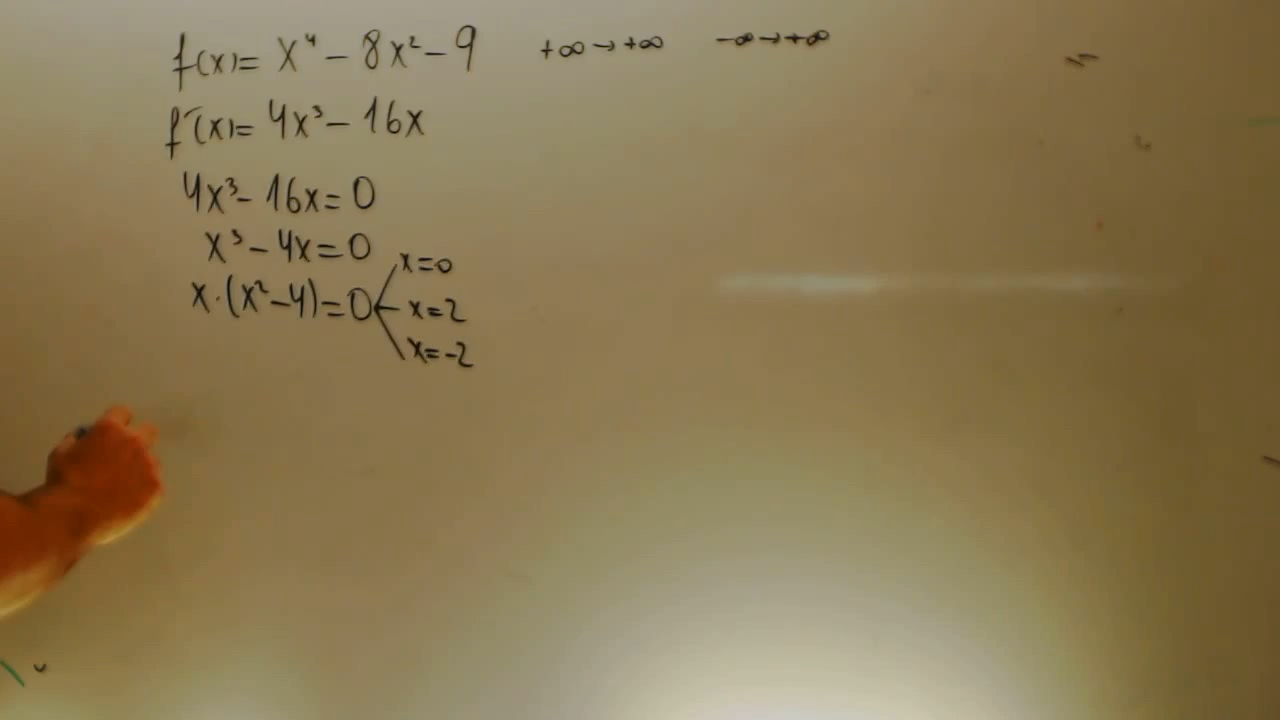 f(x)= x⁴ - 8x² - 9 +∞→+∞ -∞→+∞
f'(x)= 4x³ - 16x
4x³ - 16x = 0
x³ - 4x = 0
x=0
x·(x²-4)=0 x=2
x=-2